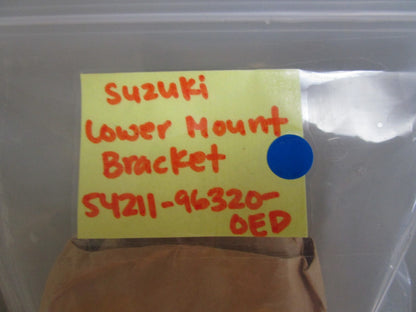 Suzuki
Lower Mount
Bracket
54211-96320-
0ED